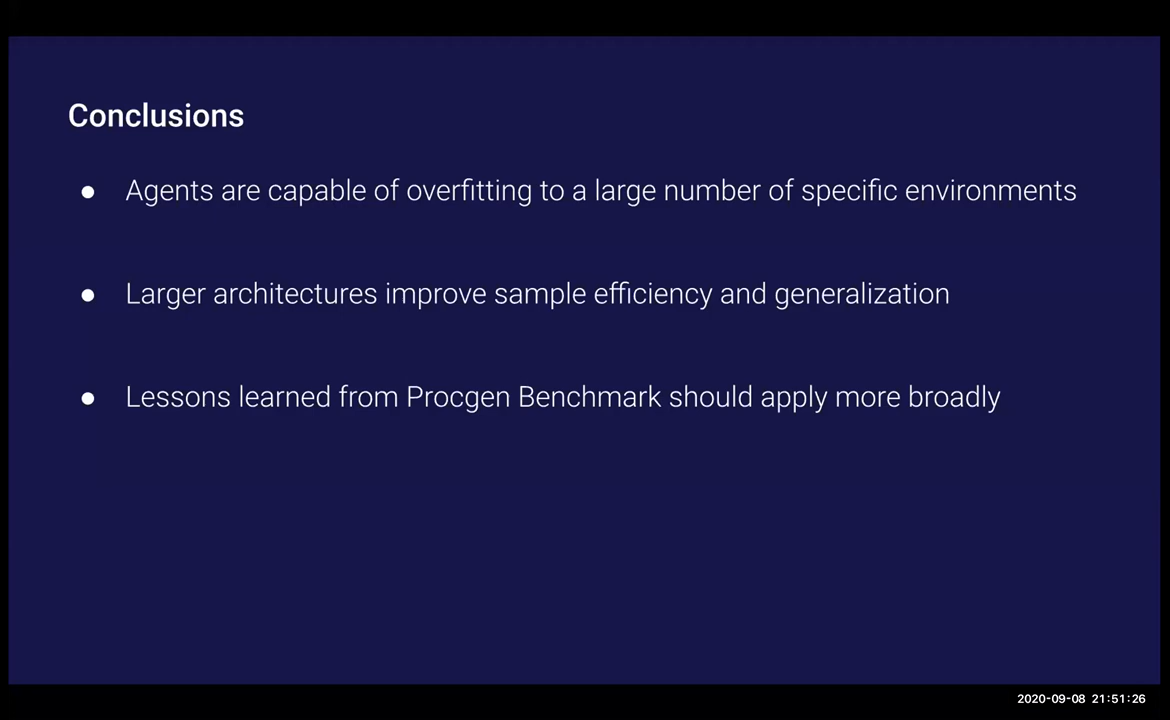 Conclusions
● Agents are capable of overfitting to a large number of specific environments
● Larger architectures improve sample efficiency and generalization
● Lessons learned from Procgen Benchmark should apply more broadly
2020-09-08 21:51:26